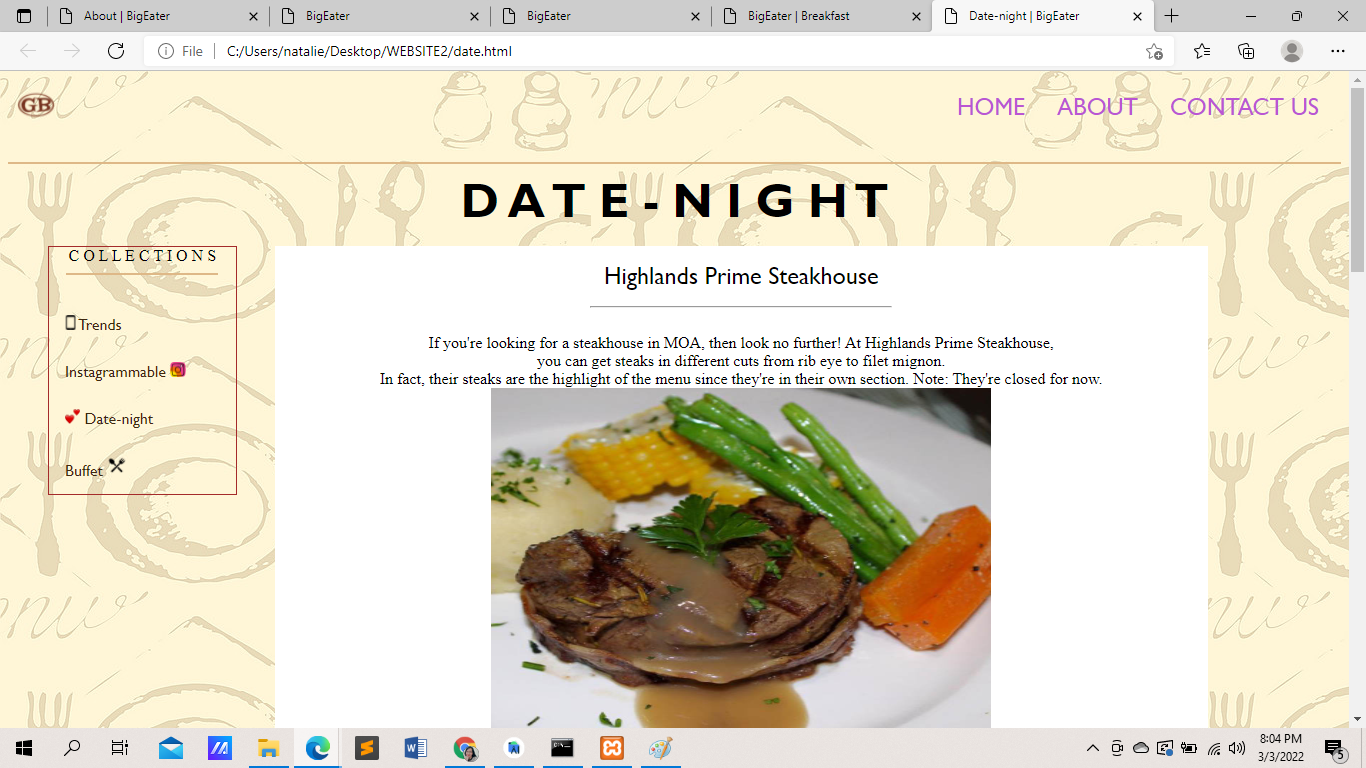 About | BigEater
BigEater
BigEater
BigEater | Breakfast
Date-night | BigEater
File
C:/Users/natalie/Desktop/WEBSITE2/date.html
GB
HOME ABOUT CONTACT US
DATE-NIGHT
COLLECTIONS
Trends
Instagrammable
Date-night
Buffet
Highlands Prime Steakhouse
If you're looking for a steakhouse in MOA, then look no further! At Highlands Prime Steakhouse,
you can get steaks in different cuts from rib eye to filet mignon.
In fact, their steaks are the highlight of the menu since they're in their own section. Note: They're closed for now.
8:04 PM
3/3/2022
5